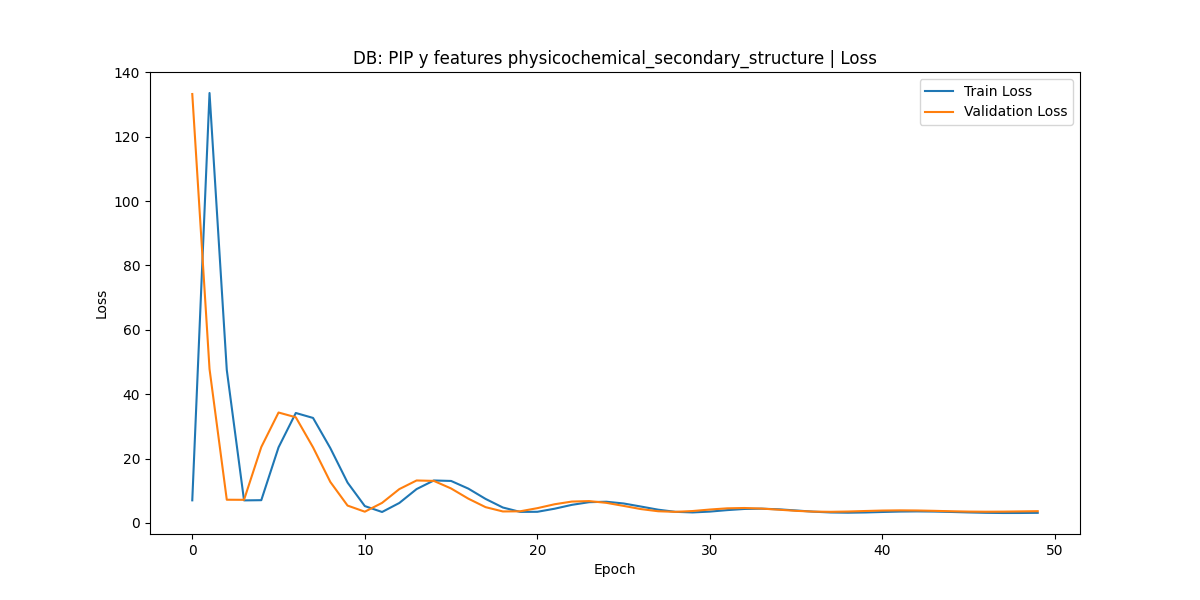 DB: PIP y features physicochemical_secondary_structure | Loss
Train Loss
Validation Loss
Loss
140
120
100
80
60
40
20
0
0 10 20 30 40 50
Epoch